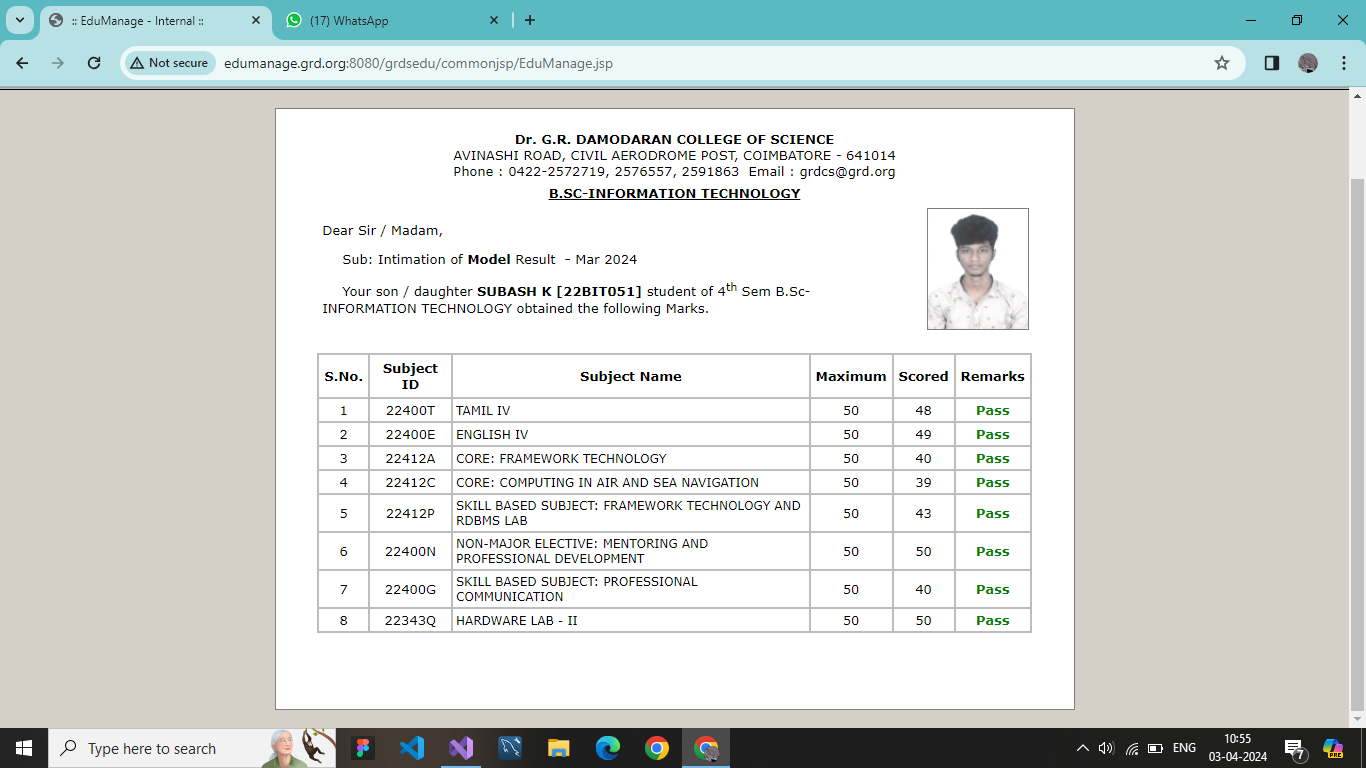 :: EduManage - Internal ::
(17) WhatsApp
Not secure
edumanage.grd.org:8080/grdsedu/commonjsp/EduManage.jsp
Dr. G.R. DAMODARAN COLLEGE OF SCIENCE
AVINASHI ROAD, CIVIL AERODROME POST, COIMBATORE - 641014
Phone : 0422-2572719, 2576557, 2591863 Email : grdcs@grd.org
B.SC-INFORMATION TECHNOLOGY
Dear Sir / Madam,
Sub: Intimation of Model Result - Mar 2024
Your son / daughter SUBASH K [22BIT051] student of 4th Sem B.Sc-
INFORMATION TECHNOLOGY obtained the following Marks.
S.No. Subject ID Subject Name Maximum Scored Remarks
1 22400T TAMIL IV 50 48 Pass
2 22400E ENGLISH IV 50 49 Pass
3 22412A CORE: FRAMEWORK TECHNOLOGY 50 40 Pass
4 22412C CORE: COMPUTING IN AIR AND SEA NAVIGATION 50 39 Pass
5 22412P SKILL BASED SUBJECT: FRAMEWORK TECHNOLOGY AND RDBMS LAB 50 43 Pass
6 22400N NON-MAJOR ELECTIVE: MENTORING AND PROFESSIONAL DEVELOPMENT 50 50 Pass
7 22400G SKILL BASED SUBJECT: PROFESSIONAL COMMUNICATION 50 40 Pass
8 22343Q HARDWARE LAB - II 50 50 Pass
Type here to search
ENG
10:55
03-04-2024
7
PRE